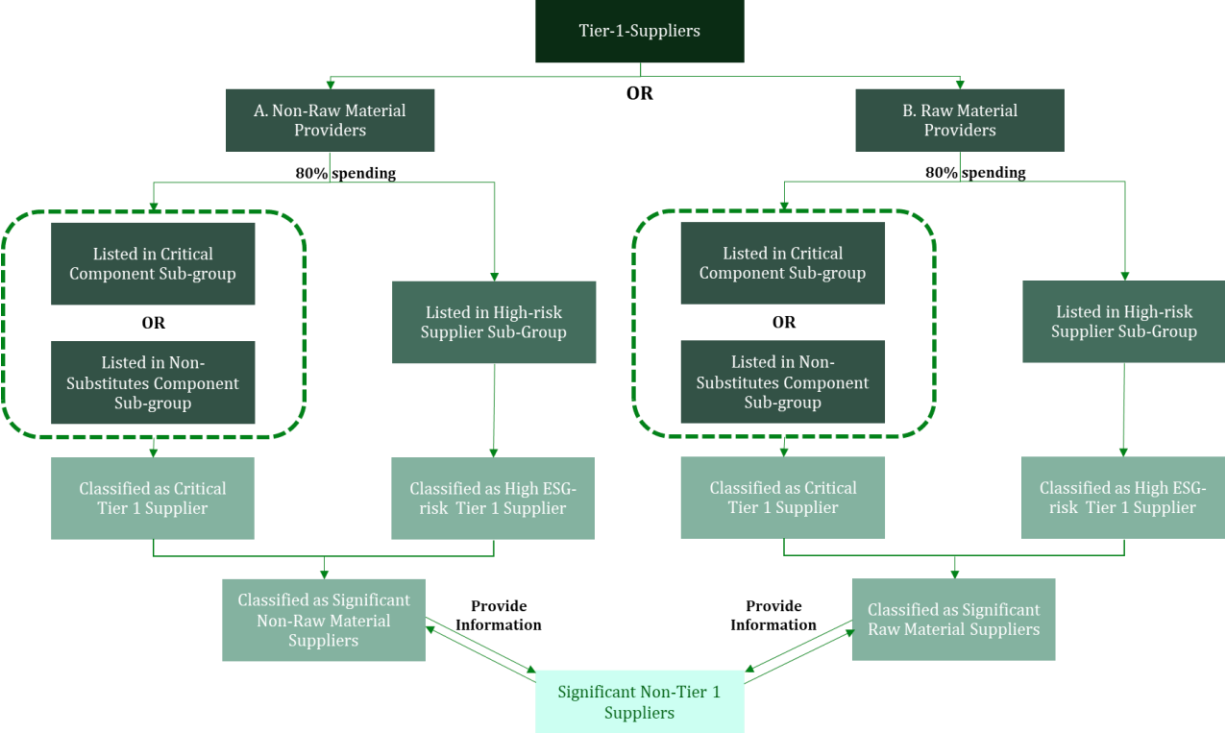 Tier-1-Suppliers
OR
A. Non-Raw Material
Providers
B. Raw Material
Providers
80% spending
80% spending
Listed in Critical
Component Sub-group
OR
Listed in Non-
Substitutes Component
Sub-group
Listed in High-risk
Supplier Sub-Group
Listed in Critical
Component Sub-group
OR
Listed in Non-
Substitutes Component
Sub-group
Listed in High-risk
Supplier Sub-Group
Classified as Critical
Tier 1 Supplier
Classified as High ESG-
risk Tier 1 Supplier
Classified as Critical
Tier 1 Supplier
Classified as High ESG-
risk Tier 1 Supplier
Classified as Significant
Non-Raw Material
Suppliers
Provide
Information
Provide
Information
Classified as Significant
Raw Material Suppliers
Significant Non-Tier 1
Suppliers